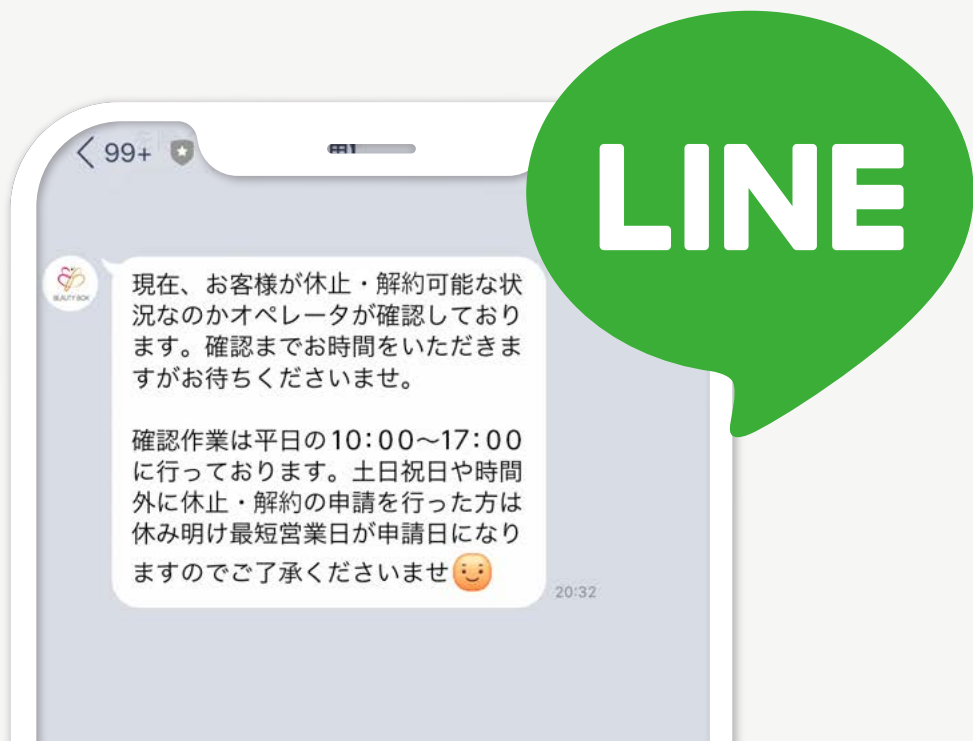 99+
LINE
BEAUTY BOX
現在、お客様が休止・解約可能な状
況なのかオペレータが確認しており
ます。確認までお時間をいただきま
すがお待ちくださいませ。
確認作業は平日の10:00〜17:00
に行っております。土日祝日や時間
外に休止・解約の申請を行った方は
休み明け最短営業日が申請日になり
ますのでご了承くださいませ
20:32